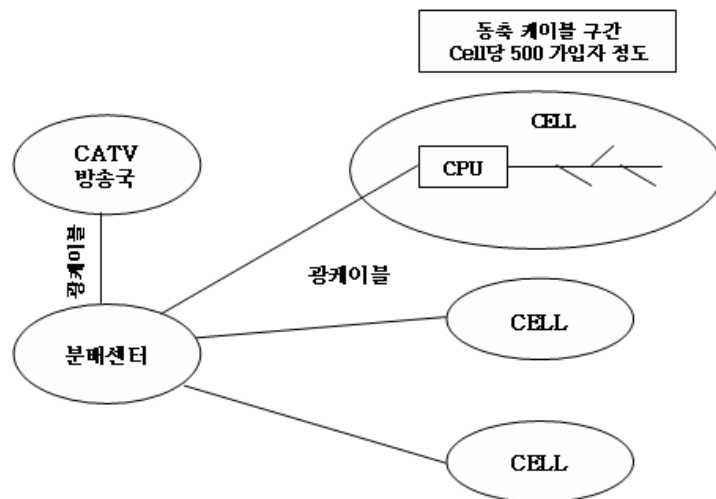 동축 케이블 구간
Cell당 500 가입자 정도
CELL
CATV
방송국
CPU
광케이블
광케이블
분배센터
CELL
CELL